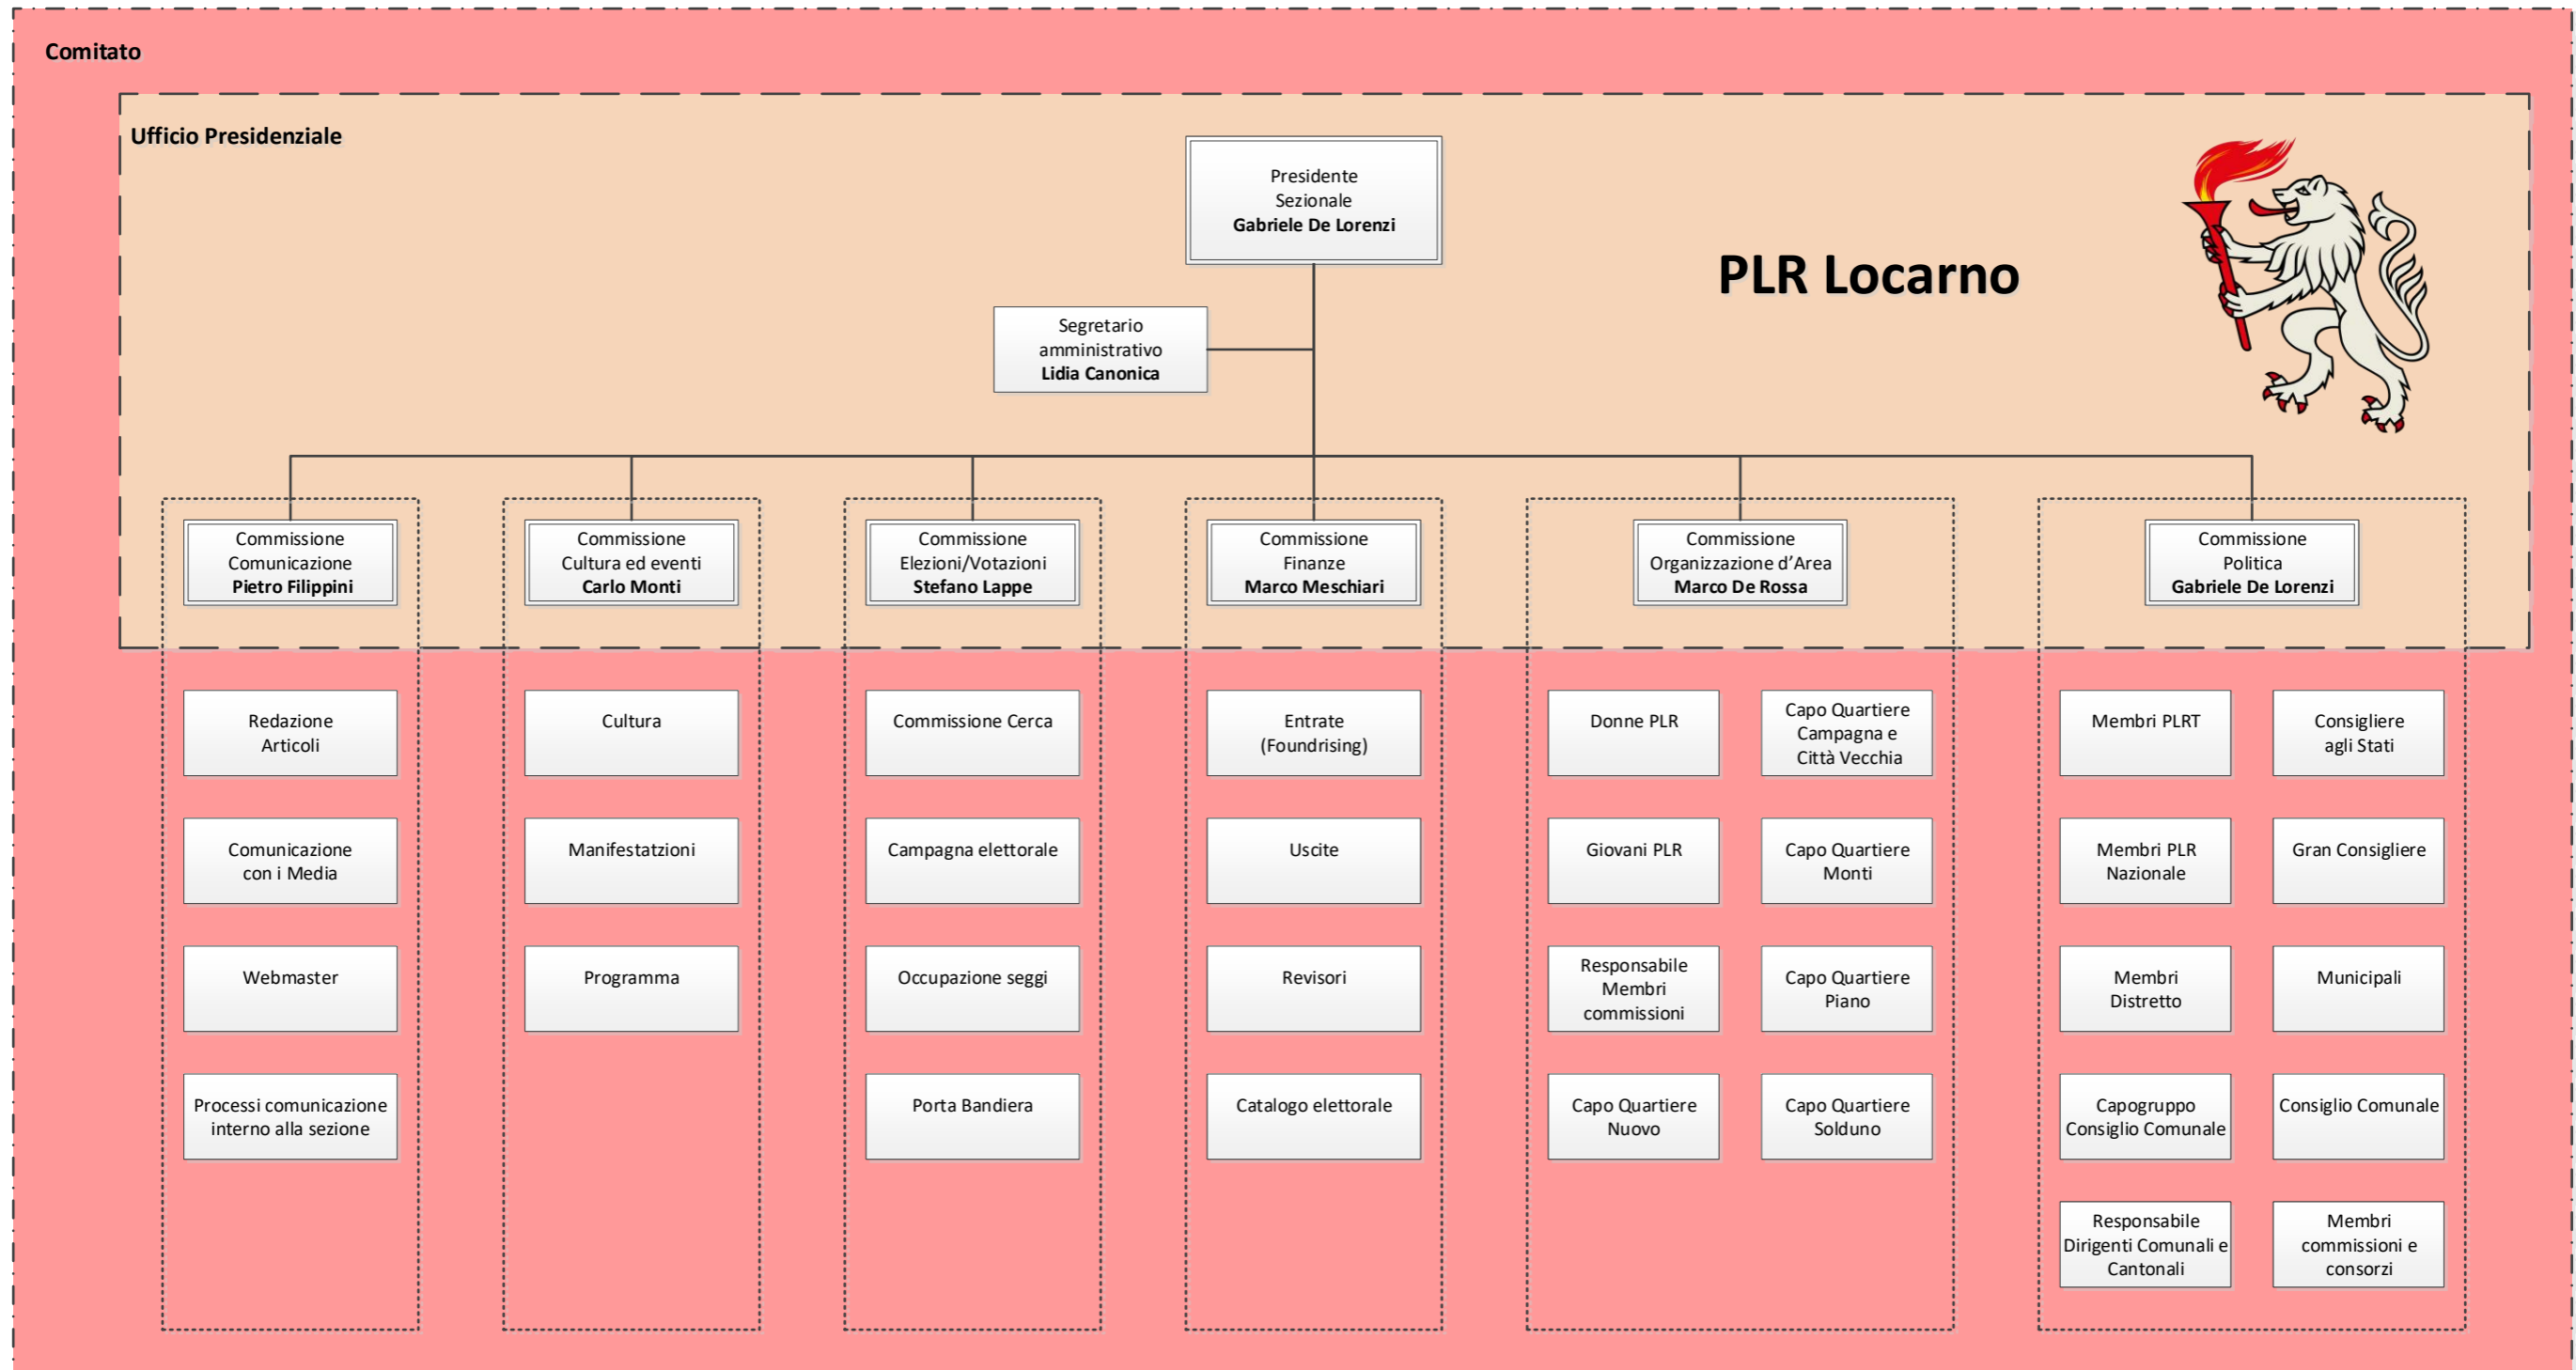 Comitato
Ufficio Presidenziale
Presidente
Sezionale
Gabriele De Lorenzi
PLR Locarno
Segretario
amministrativo
Lidia Canonica
Commissione
Comunicazione
Pietro Filippini
Commissione
Cultura ed eventi
Carlo Monti
Commissione
Elezioni/Votazioni
Stefano Lappe
Commissione
Finanze
Marco Meschiari
Commissione
Organizzazione d’Area
Marco De Rossa
Commissione
Politica
Gabriele De Lorenzi
Redazione
Articoli
Comunicazione
con i Media
Webmaster
Processi comunicazione
interno alla sezione
Cultura
Manifestatzioni
Programma
Commissione Cerca
Campagna elettorale
Occupazione seggi
Porta Bandiera
Entrate
(Foundrising)
Uscite
Revisori
Catalogo elettorale
Donne PLR
Capo Quartiere
Campagna e
Città Vecchia
Giovani PLR
Capo Quartiere
Monti
Responsabile
Membri
commissioni
Capo Quartiere
Piano
Capo Quartiere
Nuovo
Capo Quartiere
Solduno
Membri PLRT
Consigliere
agli Stati
Membri PLR
Nazionale
Gran Consigliere
Membri
Distretto
Municipali
Capogruppo
Consiglio Comunale
Consiglio Comunale
Responsabile
Dirigenti Comunali e
Cantonali
Membri
commissioni e
consorzi